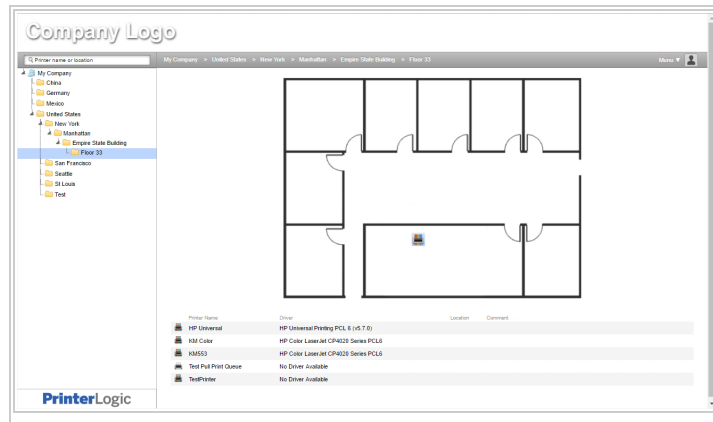 Company Logo
Printer name or location
My Company > United States > New York > Manhattan > Empire State Building > Floor 33
Menu ▼
My Company
China
Germany
Mexico
United States
New York
Manhattan
Empire State Building
Floor 33
San Francisco
Seattle
St Louis
Test
Printer Name Driver Location Comment
HP Universal HP Universal Printing PCL 6 (v5.7.0)
KM Color HP Color LaserJet CP4020 Series PCL6
KM553 HP Color LaserJet CP4020 Series PCL6
Test Pull Print Queue No Driver Available
TestPrinter No Driver Available
PrinterLogic